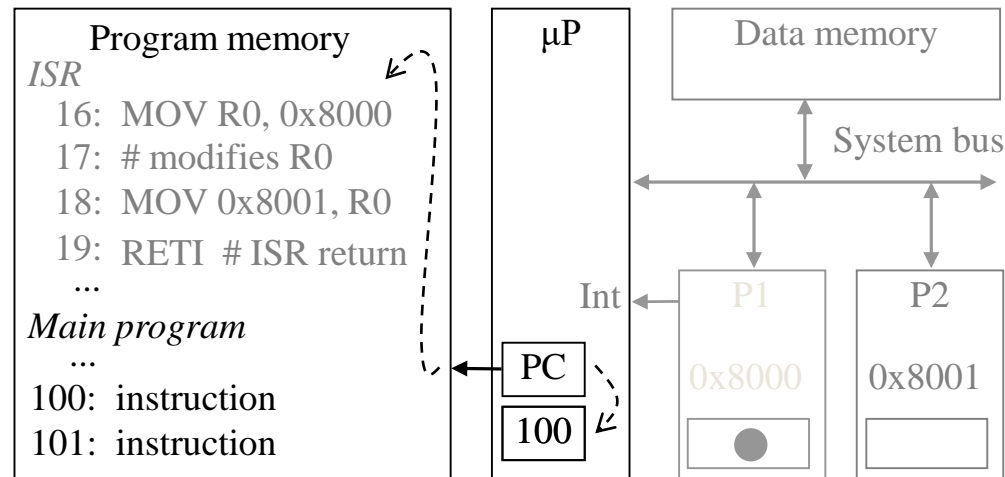 Program memory
ISR
16: MOV R0, 0x8000
17: # modifies R0
18: MOV 0x8001, R0
19: RETI # ISR return
...
Main program
...
100: instruction
101: instruction
μP
Int
PC
100
Data memory
System bus
P1
0x8000
P2
0x8001